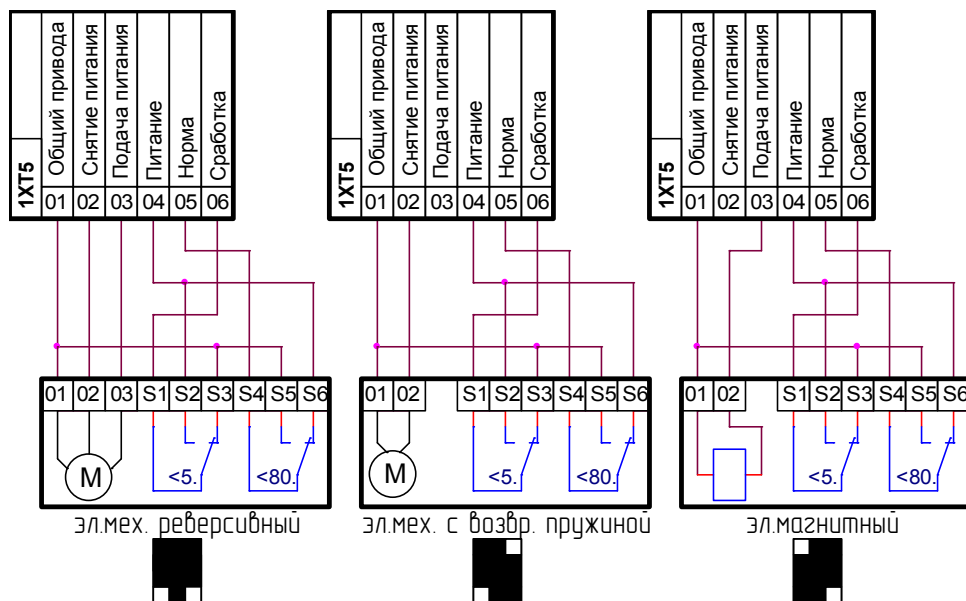 1XT5
Общий привода
Снятие питания
Подача питания
Питание
Норма
Сработка
01 02 03 04 05 06
01 02 03 S1 S2 S3 S4 S5 S6
M
<5.
<80.
эл.мех. реверсивный
1XT5
Общий привода
Снятие питания
Подача питания
Питание
Норма
Сработка
01 02 03 04 05 06
01 02 S1 S2 S3 S4 S5 S6
M
<5.
<80.
эл.мех. с возвр. пружиной
1XT5
Общий привода
Снятие питания
Подача питания
Питание
Норма
Сработка
01 02 03 04 05 06
01 02 S1 S2 S3 S4 S5 S6
<5.
<80.
эл.магнитный